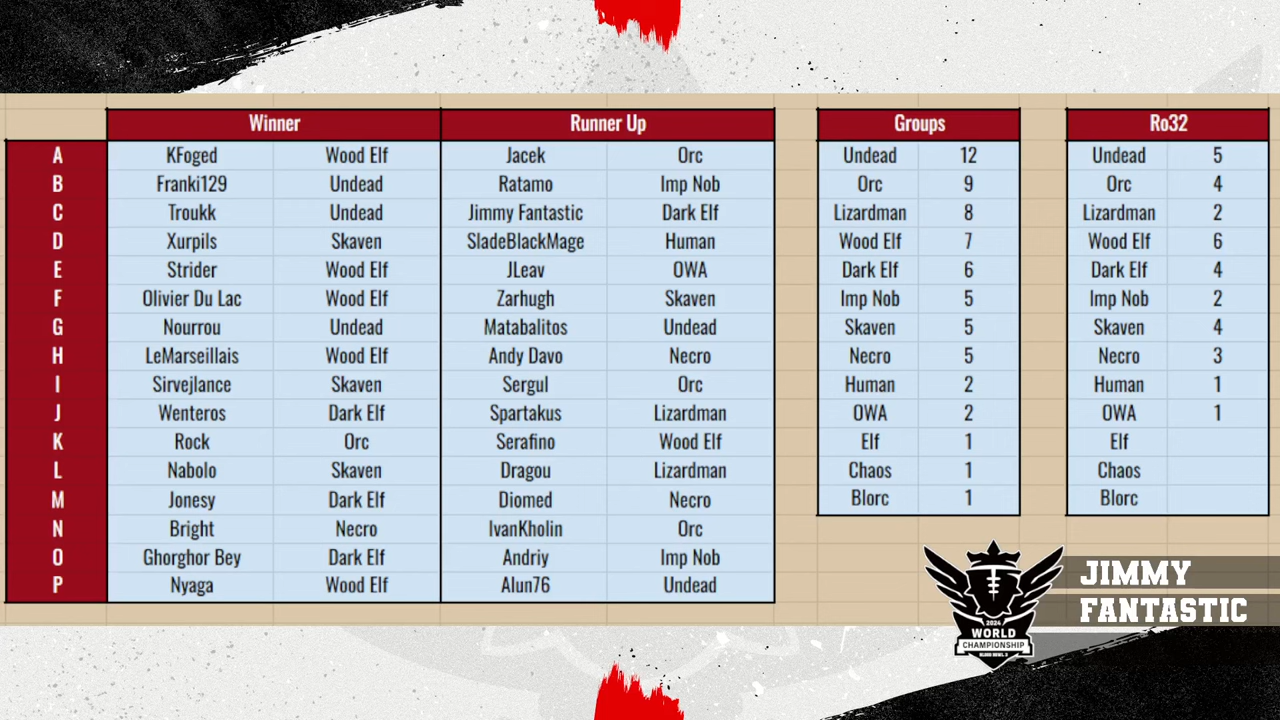 Winner Runner Up
A KFoged Wood Elf Jacek Orc
B Franki129 Undead Ratamo Imp Nob
C Troukk Undead Jimmy Fantastic Dark Elf
D Xurpils Skaven SladeBlackMage Human
E Strider Wood Elf JLeav OWA
F Olivier Du Lac Wood Elf Zarhugh Skaven
G Nourrou Undead Matabalitos Undead
H LeMarseillais Wood Elf Andy Davo Necro
I Sirvejlance Skaven Sergul Orc
J Wenteros Dark Elf Spartakus Lizardman
K Rock Orc Serafino Wood Elf
L Nabolo Skaven Dragou Lizardman
M Jonesy Dark Elf Diomed Necro
N Bright Necro IvanKholin Orc
O Ghorghor Bey Dark Elf Andriy Imp Nob
P Nyaga Wood Elf Alun76 Undead
Groups
Undead 12
Orc 9
Lizardman 8
Wood Elf 7
Dark Elf 6
Imp Nob 5
Skaven 5
Necro 5
Human 2
OWA 2
Elf 1
Chaos 1
Blorc 1
Ro32
Undead 5
Orc 4
Lizardman 2
Wood Elf 6
Dark Elf 4
Imp Nob 2
Skaven 4
Necro 3
Human 1
OWA 1
Elf
Chaos
Blorc
2024
WORLD
CHAMPIONSHIP
BLOOD BOWL 3
JIMMY
FANTASTIC